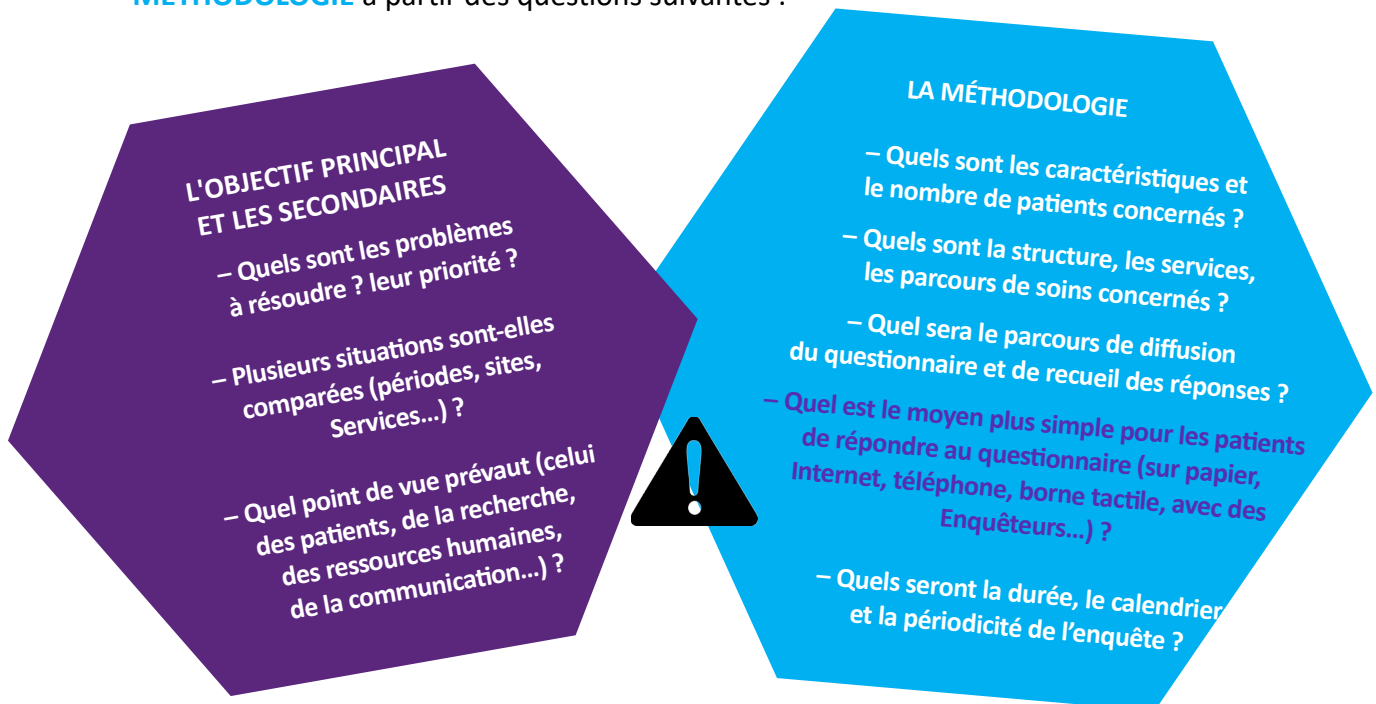 MÉTHODOLOGIE à partir des questions suivantes :
L'OBJECTIF PRINCIPAL
ET LES SECONDAIRES
– Quels sont les problèmes
à résoudre ? leur priorité ?
– Plusieurs situations sont-elles
comparées (périodes, sites,
Services...) ?
– Quel point de vue prévaut (celui
des patients, de la recherche,
des ressources humaines,
de la communication...) ?
LA MÉTHODOLOGIE
– Quels sont les caractéristiques et
le nombre de patients concernés ?
– Quels sont la structure, les services,
les parcours de soins concernés ?
– Quel sera le parcours de diffusion
du questionnaire et de recueil des réponses ?
– Quel est le moyen plus simple pour les patients
de répondre au questionnaire (sur papier,
Internet, téléphone, borne tactile, avec des
Enquêteurs...) ?
– Quels seront la durée, le calendrier
et la périodicité de l'enquête ?